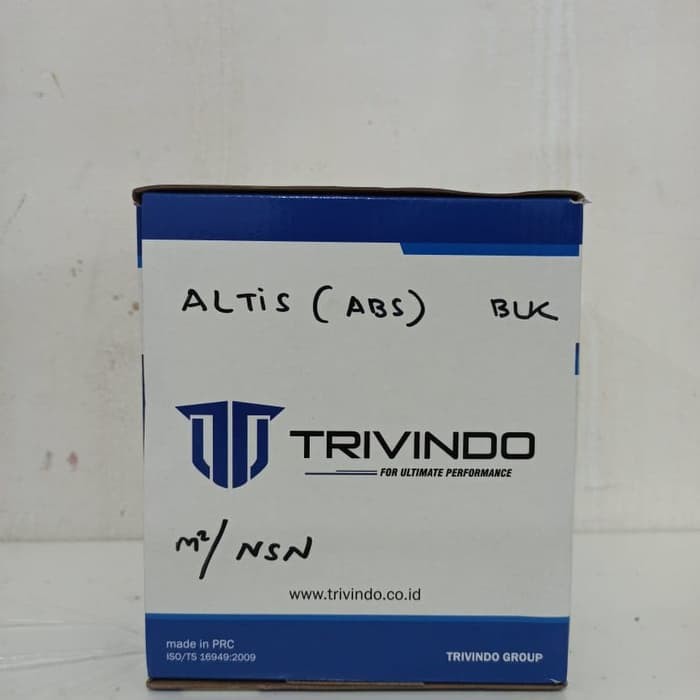 ALTiS (ABS) BLK
TRIVINDO
FOR ULTIMATE PERFORMANCE
m²/ NSN
www.trivindo.co.id
made in PRC
ISO/TS 16949:2009
TRIVINDO GROUP